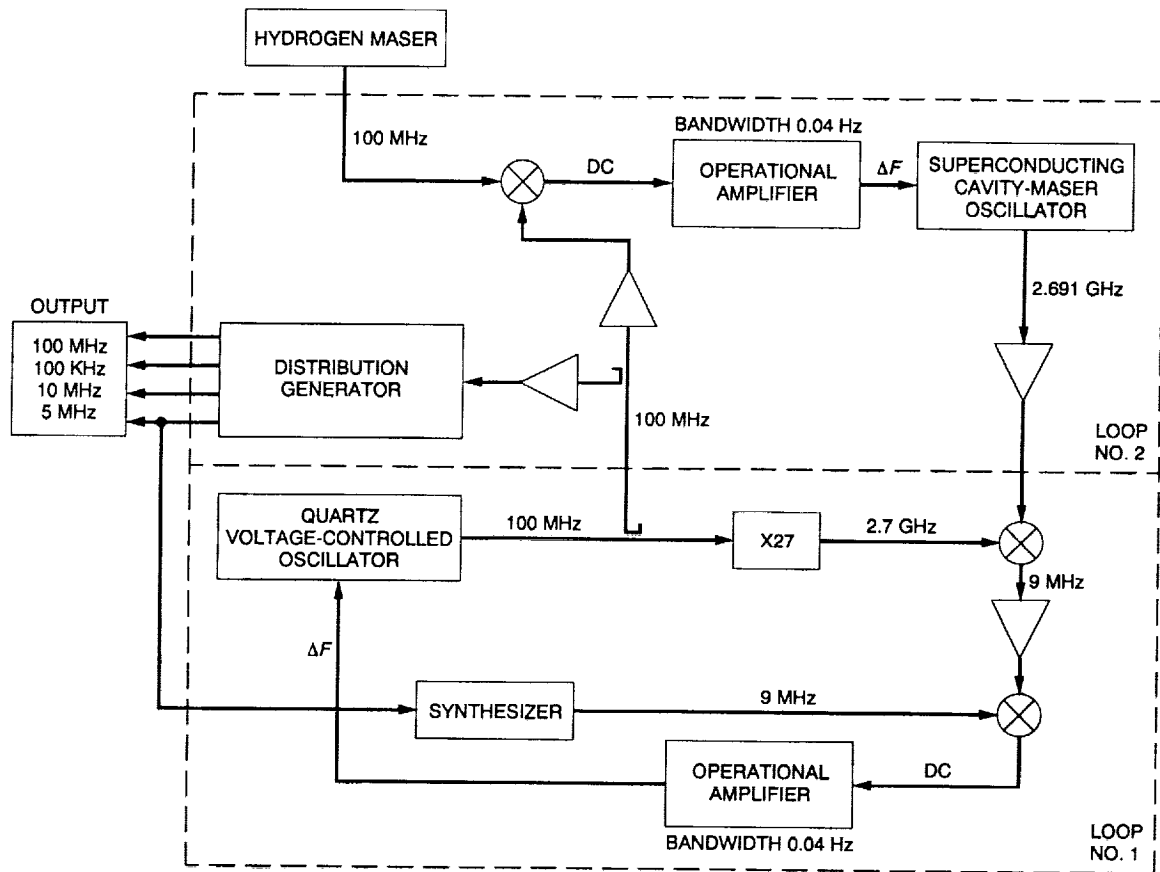 HYDROGEN MASER
100 MHz
BANDWIDTH 0.04 Hz
DC
OPERATIONAL
AMPLIFIER
ΔF
SUPERCONDUCTING
CAVITY-MASER
OSCILLATOR
2.691 GHz
OUTPUT
100 MHz
100 KHz
10 MHz
5 MHz
DISTRIBUTION
GENERATOR
100 MHz
LOOP
NO. 2
QUARTZ
VOLTAGE-CONTROLLED
OSCILLATOR
100 MHz
X27
2.7 GHz
9 MHz
ΔF
SYNTHESIZER
9 MHz
OPERATIONAL
AMPLIFIER
DC
BANDWIDTH 0.04 Hz
LOOP
NO. 1